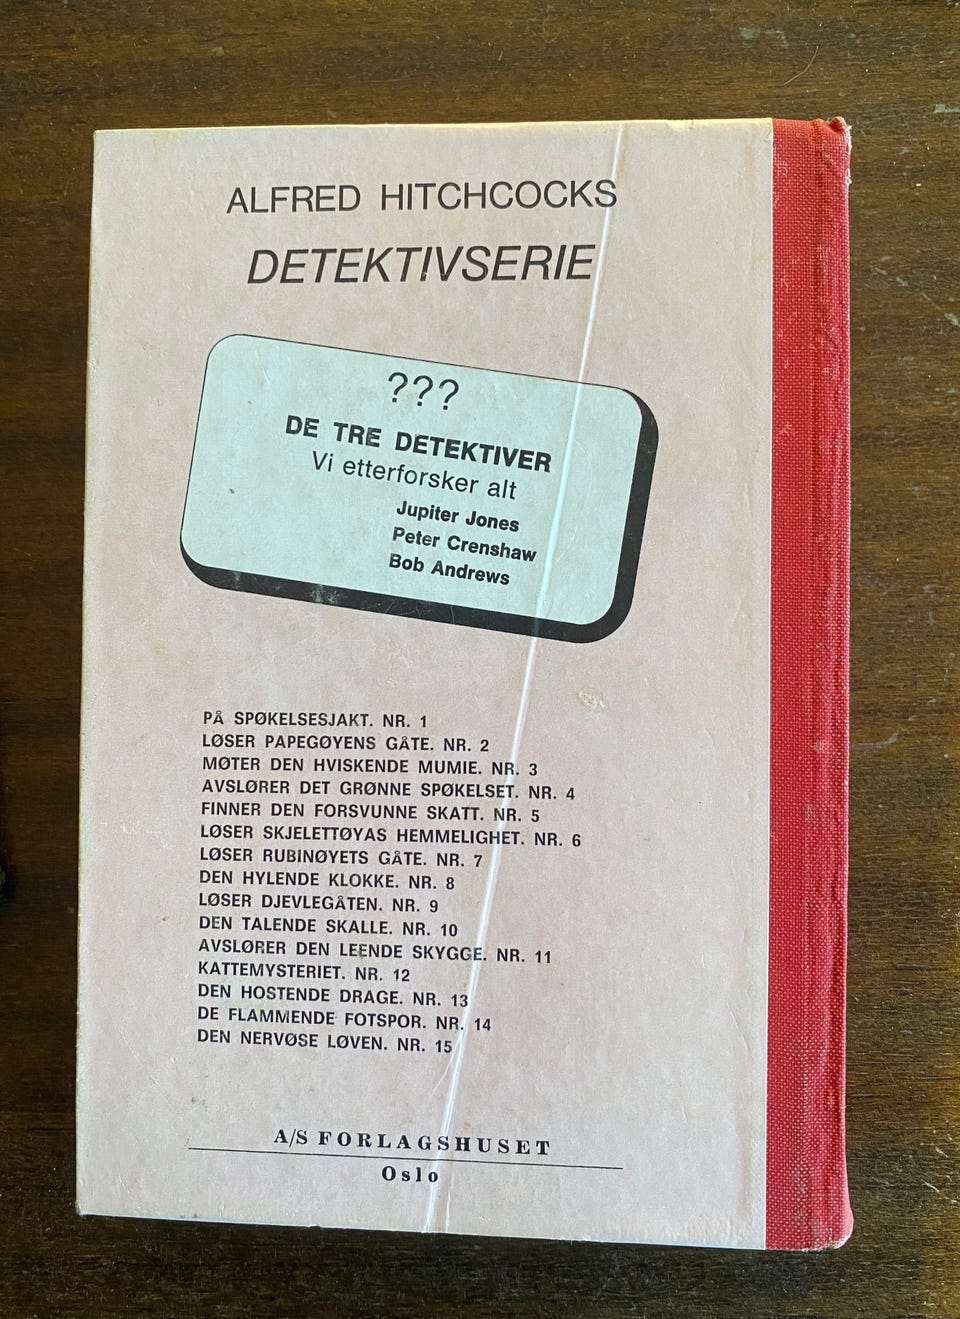 ALFRED HITCHCOCKS
DETEKTIVSERIE
???
DE TRE DETEKTIVER
Vi etterforsker alt
Jupiter Jones
Peter Crenshaw
Bob Andrews
PÅ SPØKELSESJAKT. NR. 1
LØSER PAPEGØYENS GÅTE. NR. 2
MØTER DEN HVISKENDE MUMIE. NR. 3
AVSLØRER DET GRØNNE SPØKELSET. NR. 4
FINNER DEN FORSVUNNE SKATT. NR. 5
LØSER SKJELETTØYAS HEMMELIGHET. NR. 6
LØSER RUBINØYETS GÅTE. NR. 7
DEN HYLENDE KLOKKE. NR. 8
LØSER DJEVLEGÅTEN. NR. 9
DEN TALENDE SKALLE. NR. 10
AVSLØRER DEN LEENDE SKYGGE. NR. 11
KATTEMYSTERIET. NR. 12
DEN HOSTENDE DRAGE. NR. 13
DE FLAMMENDE FOTSPOR. NR. 14
DEN NERVØSE LØVEN. NR. 15
A/S FORLAGSHUSET
Oslo